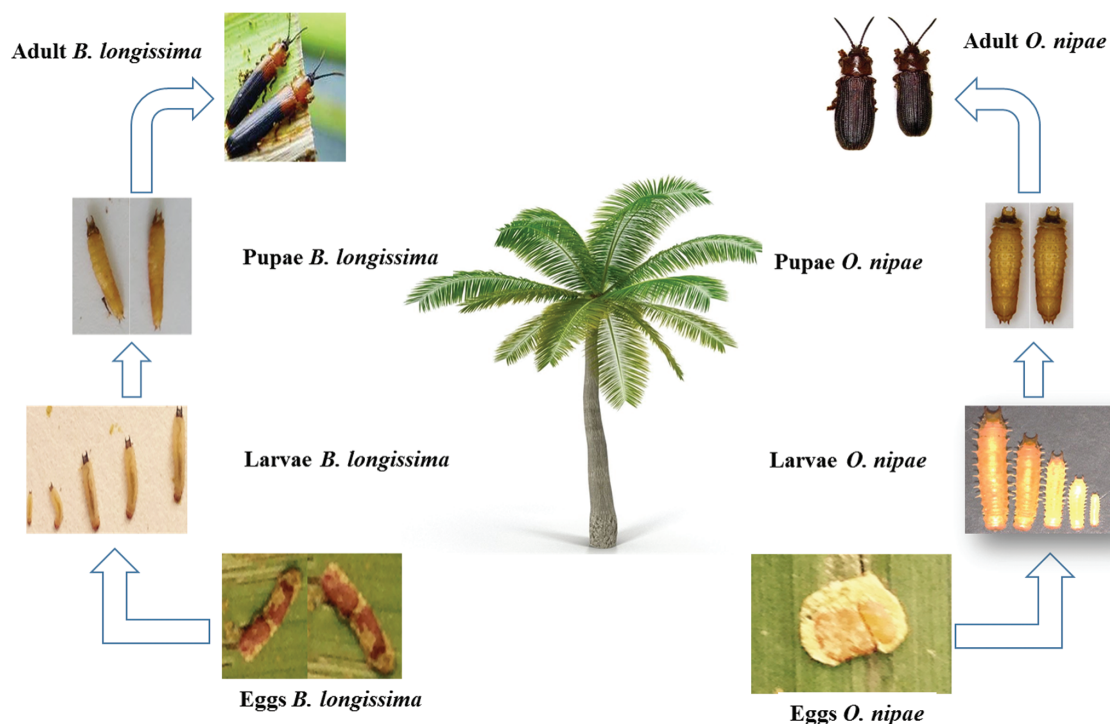 Adult B. longissima
Adult O. nipae
Pupae B. longissima
Pupae O. nipae
Larvae B. longissima
Larvae O. nipae
Eggs B. longissima
Eggs O. nipae